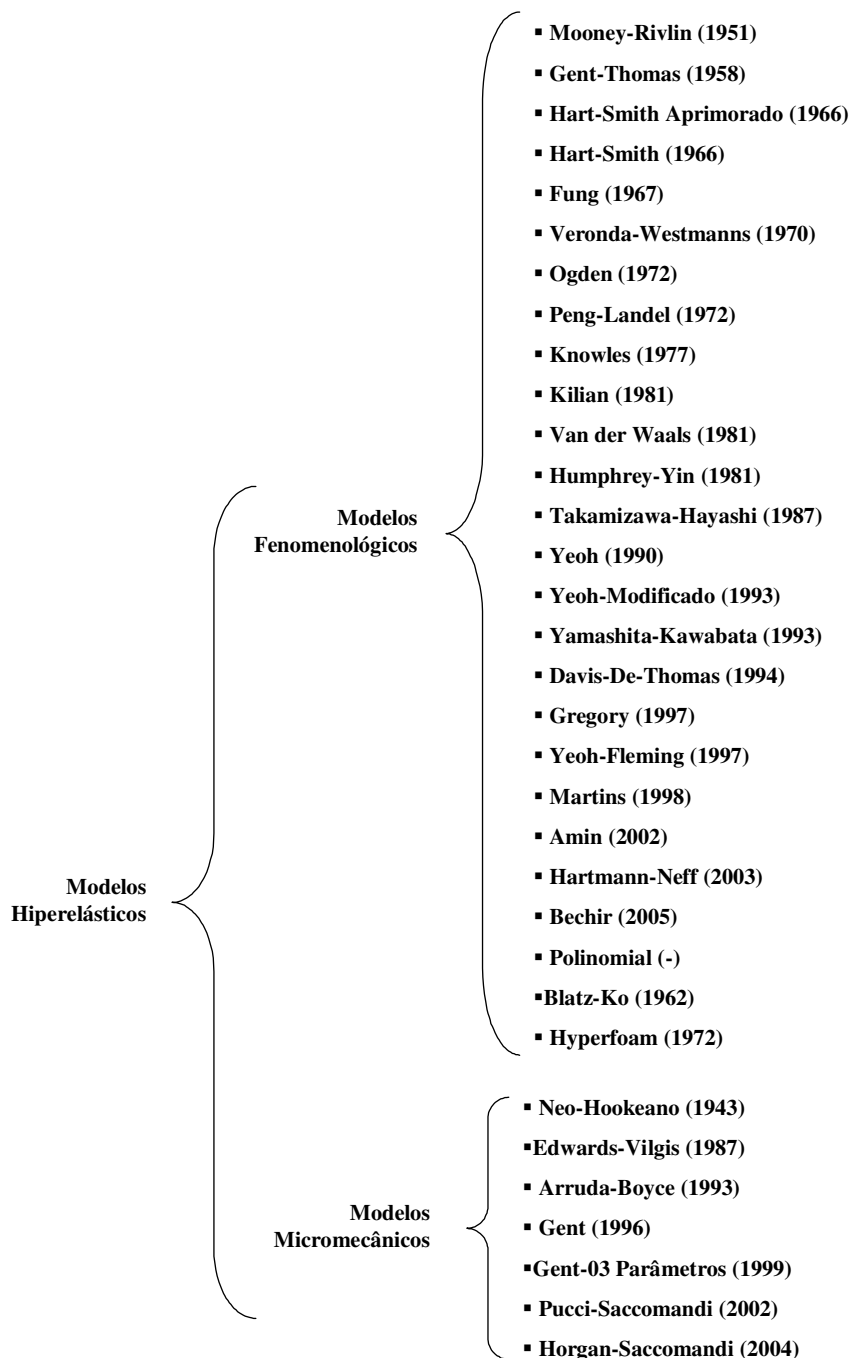 Modelos
Hiperelásticos
Modelos
Fenomenológicos
▪ Mooney-Rivlin (1951)
▪ Gent-Thomas (1958)
▪ Hart-Smith Aprimorado (1966)
▪ Hart-Smith (1966)
▪ Fung (1967)
▪ Veronda-Westmanns (1970)
▪ Ogden (1972)
▪ Peng-Landel (1972)
▪ Knowles (1977)
▪ Kilian (1981)
▪ Van der Waals (1981)
▪ Humphrey-Yin (1981)
▪ Takamizawa-Hayashi (1987)
▪ Yeoh (1990)
▪ Yeoh-Modificado (1993)
▪ Yamashita-Kawabata (1993)
▪ Davis-De-Thomas (1994)
▪ Gregory (1997)
▪ Yeoh-Fleming (1997)
▪ Martins (1998)
▪ Amin (2002)
▪ Hartmann-Neff (2003)
▪ Bechir (2005)
▪ Polinomial (-)
▪Blatz-Ko (1962)
▪ Hyperfoam (1972)
Modelos
Micromecânicos
▪ Neo-Hookeano (1943)
▪Edwards-Vilgis (1987)
▪ Arruda-Boyce (1993)
▪ Gent (1996)
▪Gent-03 Parâmetros (1999)
▪ Pucci-Saccomandi (2002)
▪ Horgan-Saccomandi (2004)